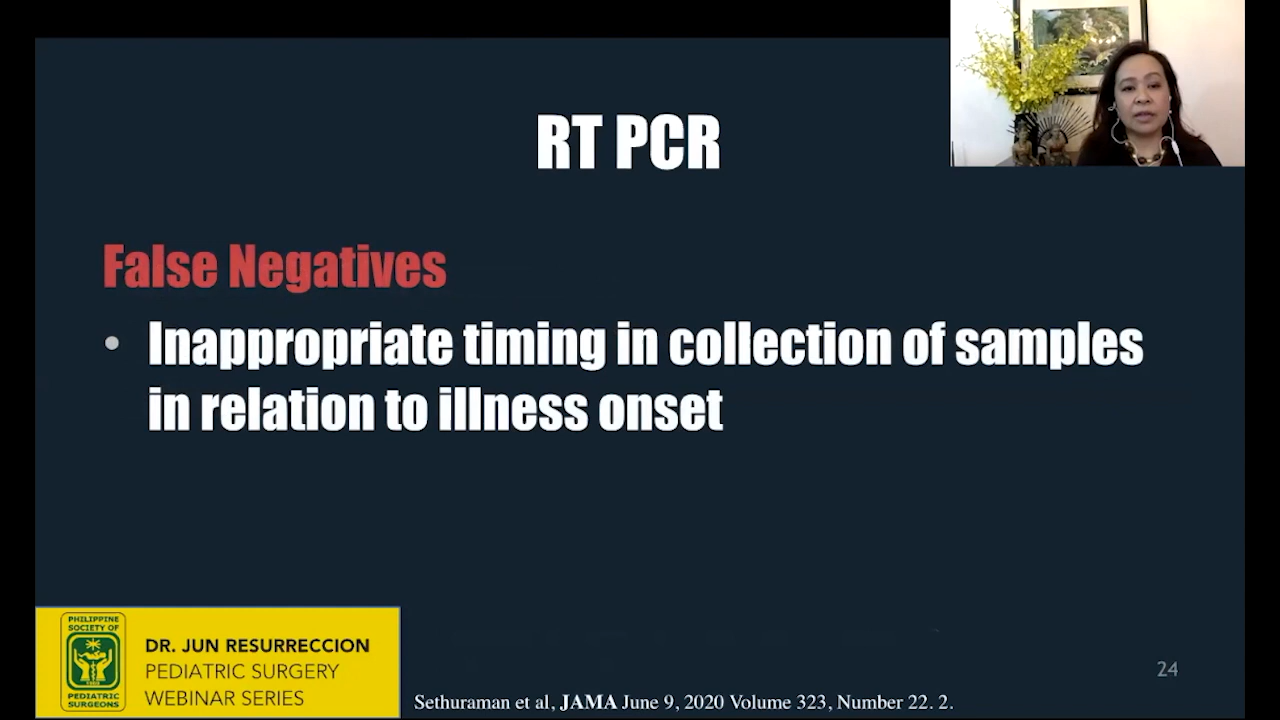 RT PCR
False Negatives
• Inappropriate timing in collection of samples
in relation to illness onset
PHILIPPINE
SOCIETY OF
PEDIATRIC
SURGEONS
DR. JUN RESURRECCION
PEDIATRIC SURGERY
WEBINAR SERIES
Sethuraman et al, JAMA June 9, 2020 Volume 323, Number 22. 2.
24